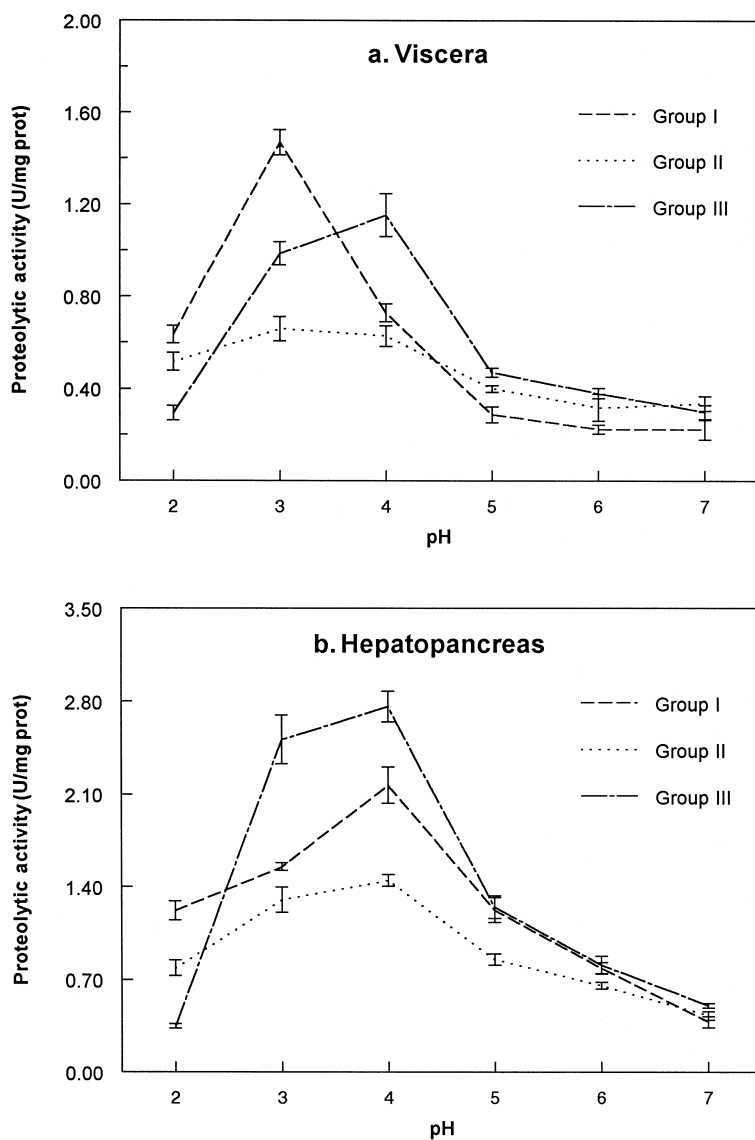 a. Viscera
Proteolytic activity (U/mg prot)
2.00
1.60
1.20
0.80
0.40
0.00
Group I
Group II
Group III
2 3 4 5 6 7
pH
b. Hepatopancreas
Proteolytic activity (U/mg prot)
3.50
2.80
2.10
1.40
0.70
0.00
Group I
Group II
Group III
2 3 4 5 6 7
pH